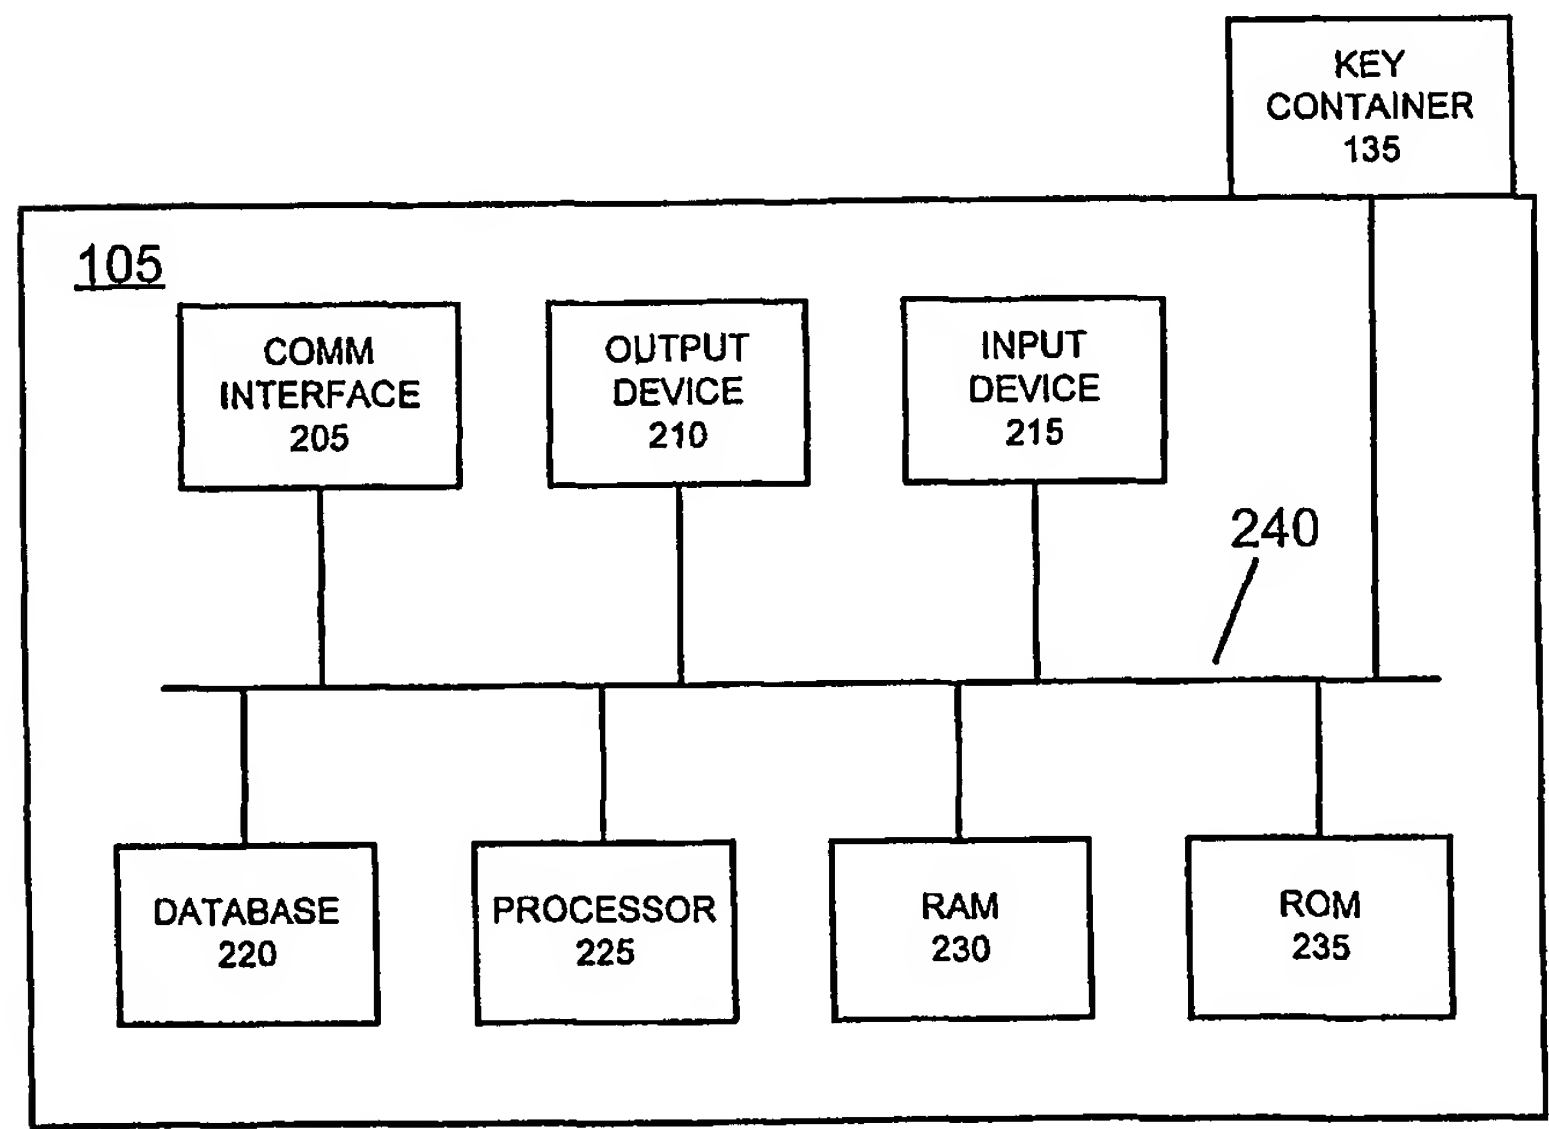 KEY
CONTAINER
135
105
COMM
INTERFACE
205
OUTPUT
DEVICE
210
INPUT
DEVICE
215
240
DATABASE
220
PROCESSOR
225
RAM
230
ROM
235